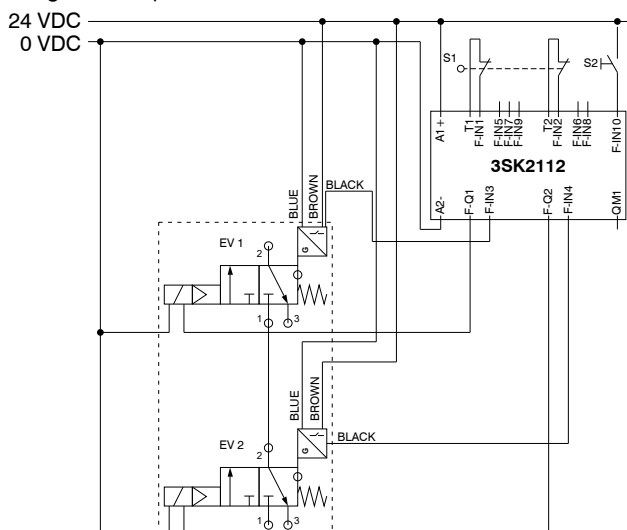 24 VDC
0 VDC
S1
S2
A1+
T1
F-IN1
F-IN5
F-IN7
F-IN9
T2
F-IN2
F-IN6
F-IN8
F-IN10
3SK2112
A2-
F-Q1
F-IN3
F-Q2
F-IN4
QM1
BLUE
BROWN
BLACK
EV 1
2
G
1
3
BLUE
BROWN
BLACK
EV 2
2
G
1
3